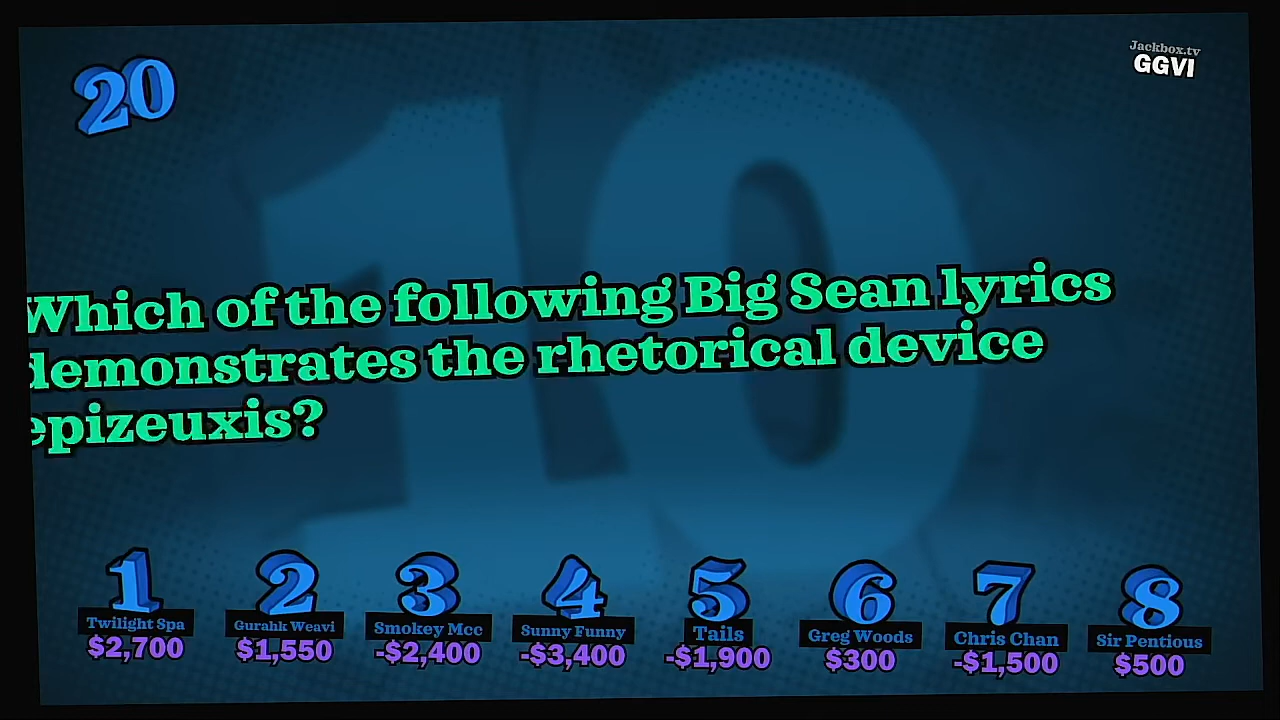 20
Jackbox.tv
GGVI
10
Which of the following Big Sean lyrics
demonstrates the rhetorical device
epizeuxis?
1 2 3 4 5 6 7 8
Twilight Spa Gurahk Weavi Smokey Mcc Sunny Funny Tails Greg Woods Chris Chan Sir Pentious
$2,700 $1,550 -$2,400 -$3,400 -$1,900 $300 -$1,500 $500